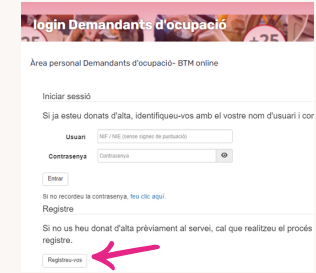 login Demandants d'ocupació
25
+25
Àrea personal Demandants d'ocupació- BTM online
Iniciar sessió
Si ja esteu donats d'alta, identifiqueu-vos amb el vostre nom d'usuari i con
Usuari NIF / NIE (sense signes de puntuació)
Contrasenya Contrasenya
Entrar
Si no recordeu la contrasenya, feu clic aquí.
Registre
Si no us heu donat d'alta prèviament al servei, cal que realitzeu el procés
registre.
Registreu-vos